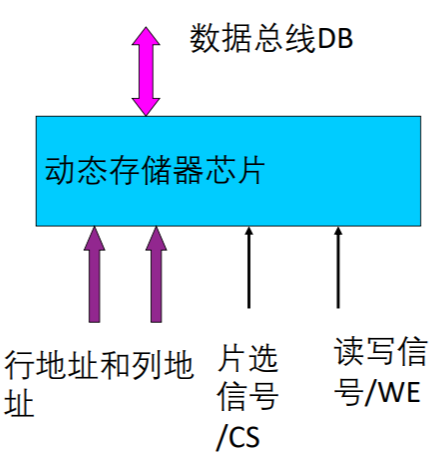 数据总线DB
动态存储器芯片
行地址和列地
址
片选
信号
/CS
读写信
号/WE